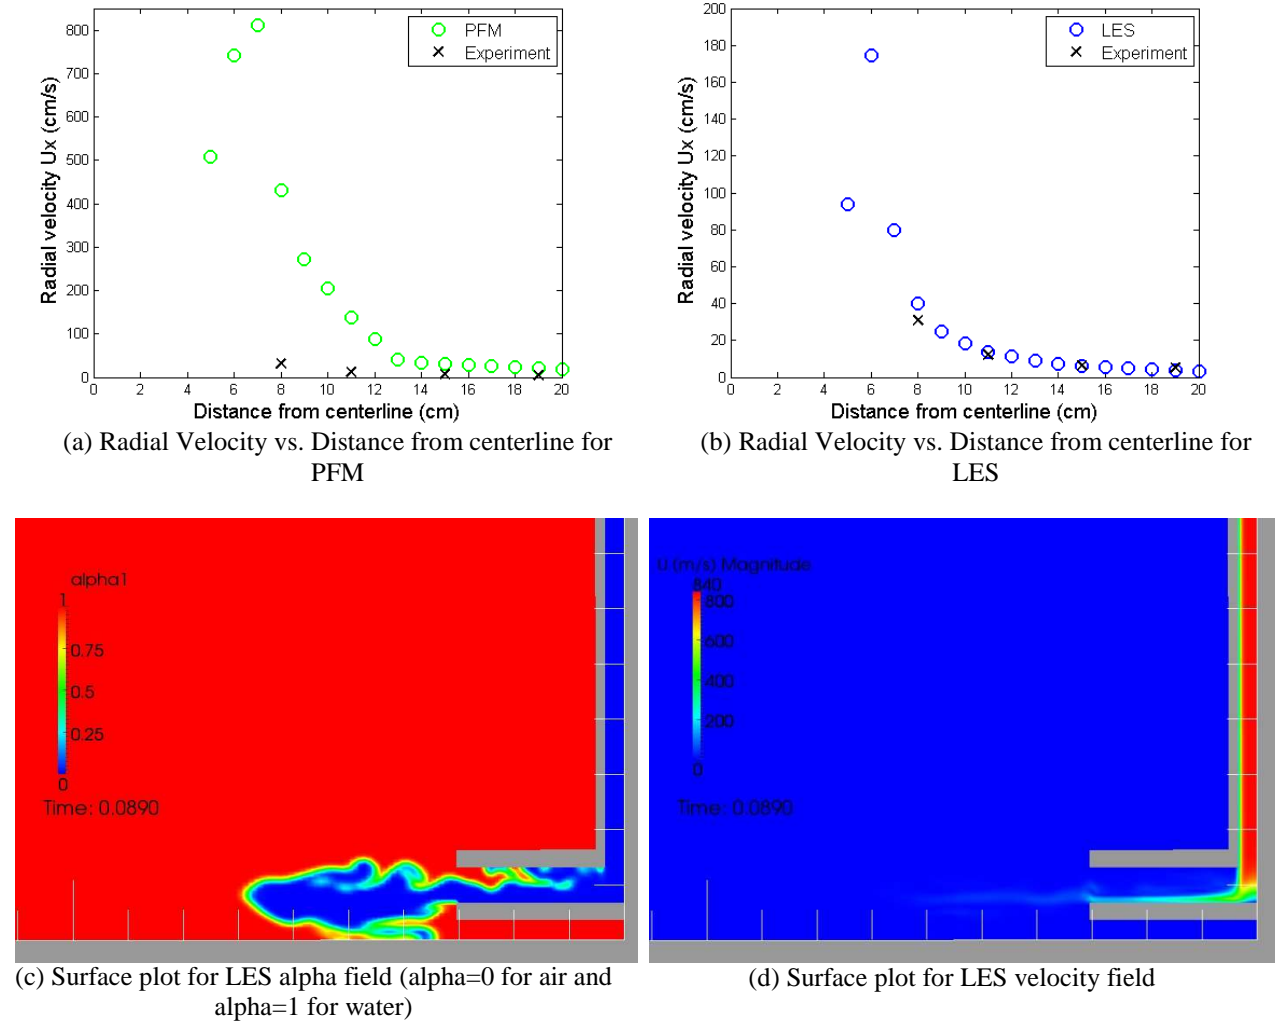 800
700
600
500
400
300
200
100
0
Radial velocity Ux (cm/s)
PFM
Experiment
0 2 4 6 8 10 12 14 16 18 20
Distance from centerline (cm)
(a) Radial Velocity vs. Distance from centerline for
PFM
200
180
160
140
120
100
80
60
40
20
0
Radial velocity Ux (cm/s)
LES
Experiment
0 2 4 6 8 10 12 14 16 18 20
Distance from centerline (cm)
(b) Radial Velocity vs. Distance from centerline for
LES
alpha1
1
0.75
0.5
0.25
0
Time: 0.0890
(c) Surface plot for LES alpha field (alpha=0 for air and
alpha=1 for water)
U (m/s) Magnitude
840
800
600
400
200
0
Time: 0.0890
(d) Surface plot for LES velocity field